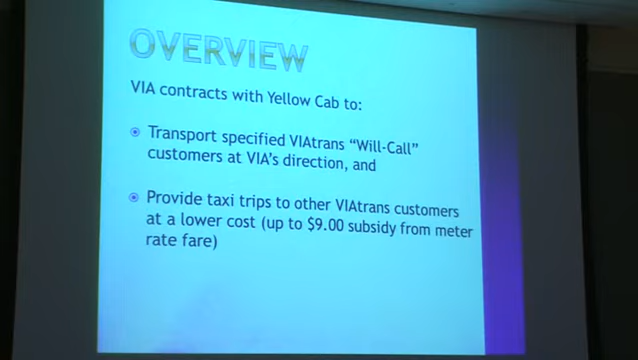 OVERVIEW
VIA contracts with Yellow Cab to:
Transport specified VIAtrans “Will-Call”
customers at VIA’s direction, and
Provide taxi trips to other VIAtrans customers
at a lower cost (up to $9.00 subsidy from meter
rate fare)